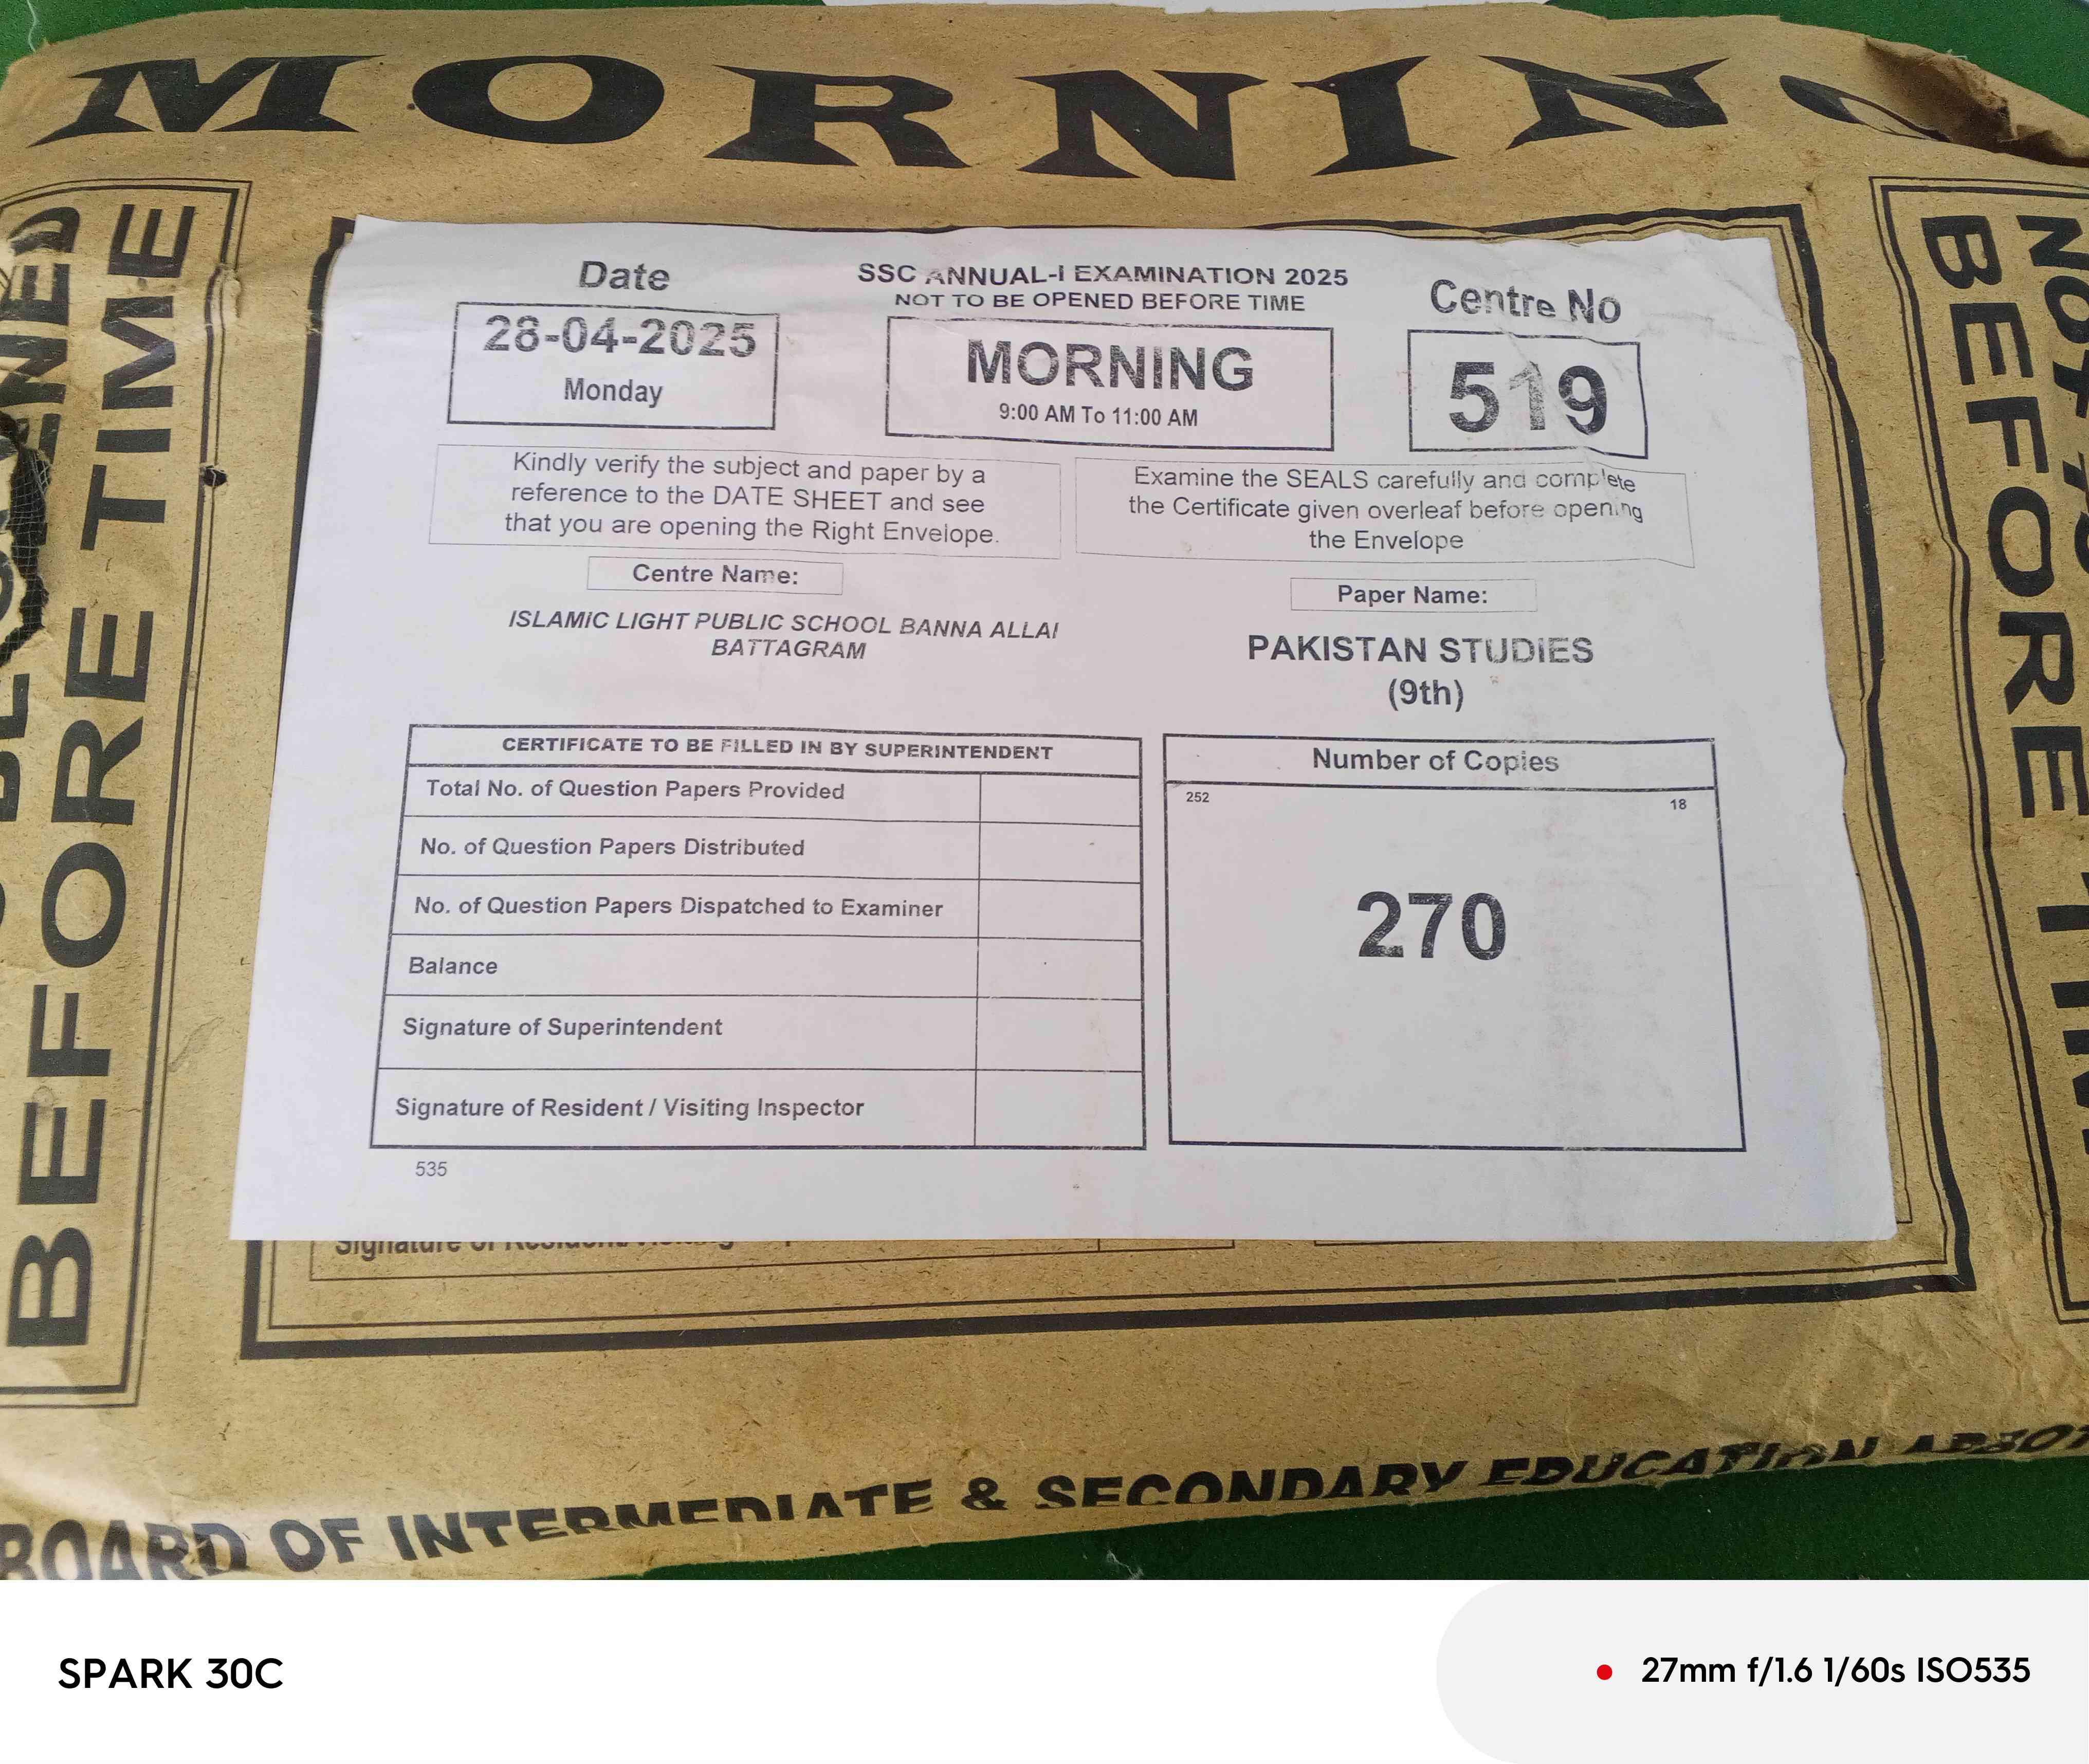 MORNIN
BEFORE TIME
Date
28-04-2025
Monday
SSC ANNUAL-I EXAMINATION 2025
NOT TO BE OPENED BEFORE TIME
MORNING
9:00 AM To 11:00 AM
Centre No
519
Kindly verify the subject and paper by a
reference to the DATE SHEET and see
that you are opening the Right Envelope.
Examine the SEALS carefully and complete
the Certificate given overleaf before opening
the Envelope
Centre Name:
ISLAMIC LIGHT PUBLIC SCHOOL BANNA ALLAI
BATTAGRAM
Paper Name:
PAKISTAN STUDIES
(9th)
CERTIFICATE TO BE FILLED IN BY SUPERINTENDENT
Total No. of Question Papers Provided
No. of Question Papers Distributed
No. of Question Papers Dispatched to Examiner
Balance
Signature of Superintendent
Signature of Resident / Visiting Inspector
535
Number of Copies
252 18
270
Signature of Resident
NOT
BEFORE
BOARD OF INTERMEDIATE & SECONDARY EDUCATION
SPARK 30C
27mm f/1.6 1/60s ISO535